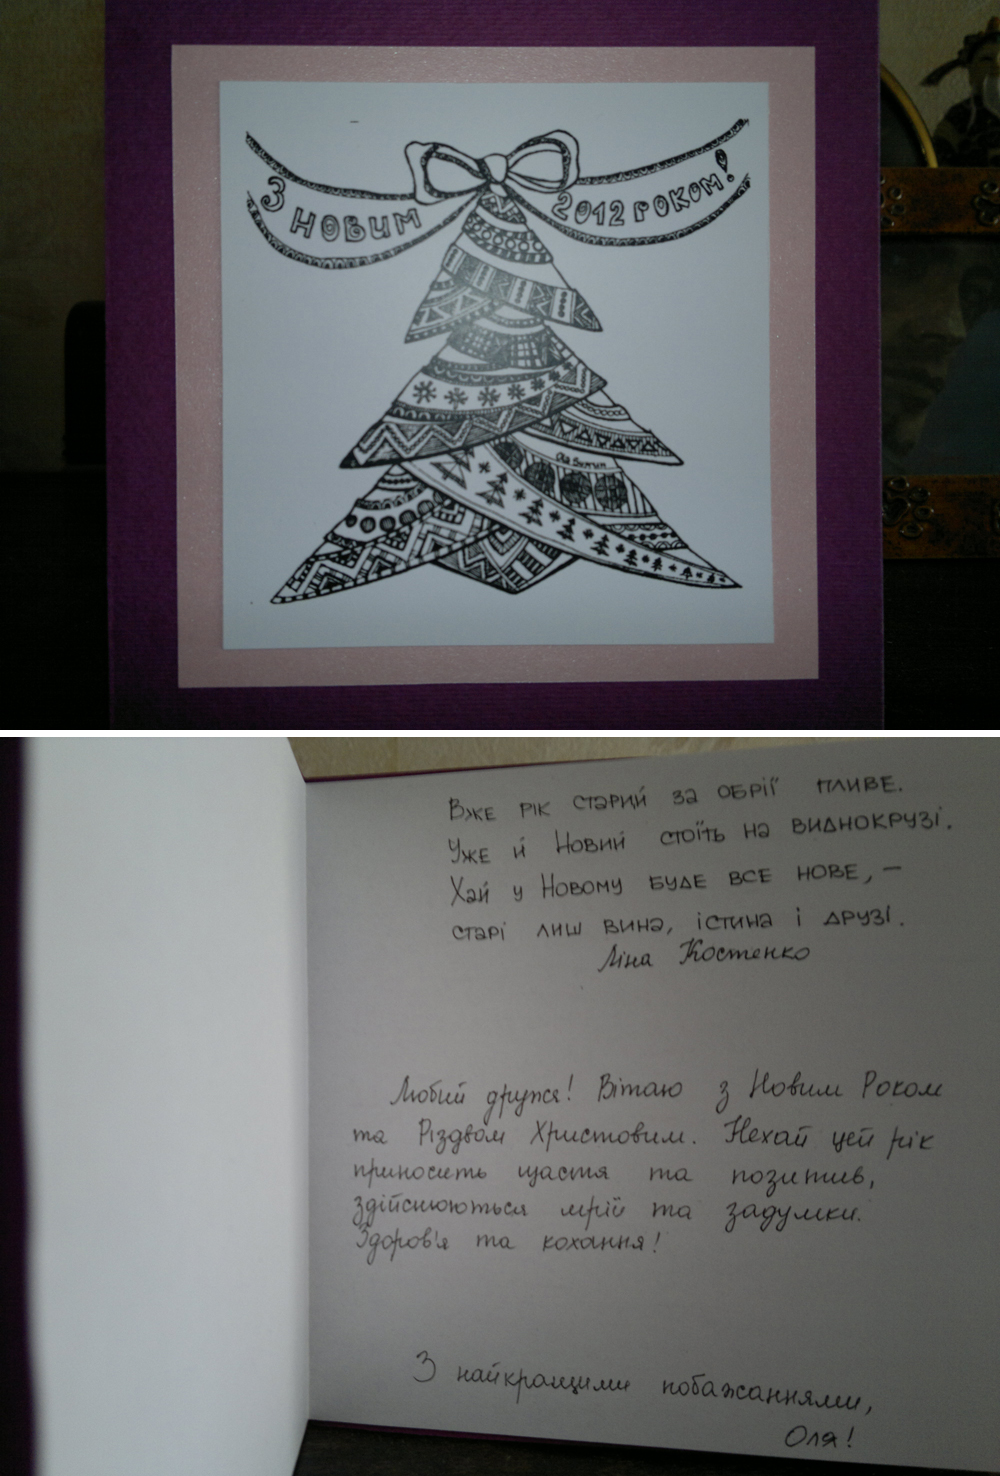 З НОВИМ 2012 РОКОМ!
Вже рік старий за обрії пливе.
Уже й Новий стоїть на виднокрузі.
Хай у Новому буде все нове, –
старі лиш вина, істина і друзі.
Ліна Костенко
Любий друже! Вітаю з Новим Роком
та Різдвом Христовим. Нехай цей рік
приносить щастя та позитив,
здійснюються мрії та задумки.
Здоров'я та кохання!
З найкращими побажаннями,
Оля!